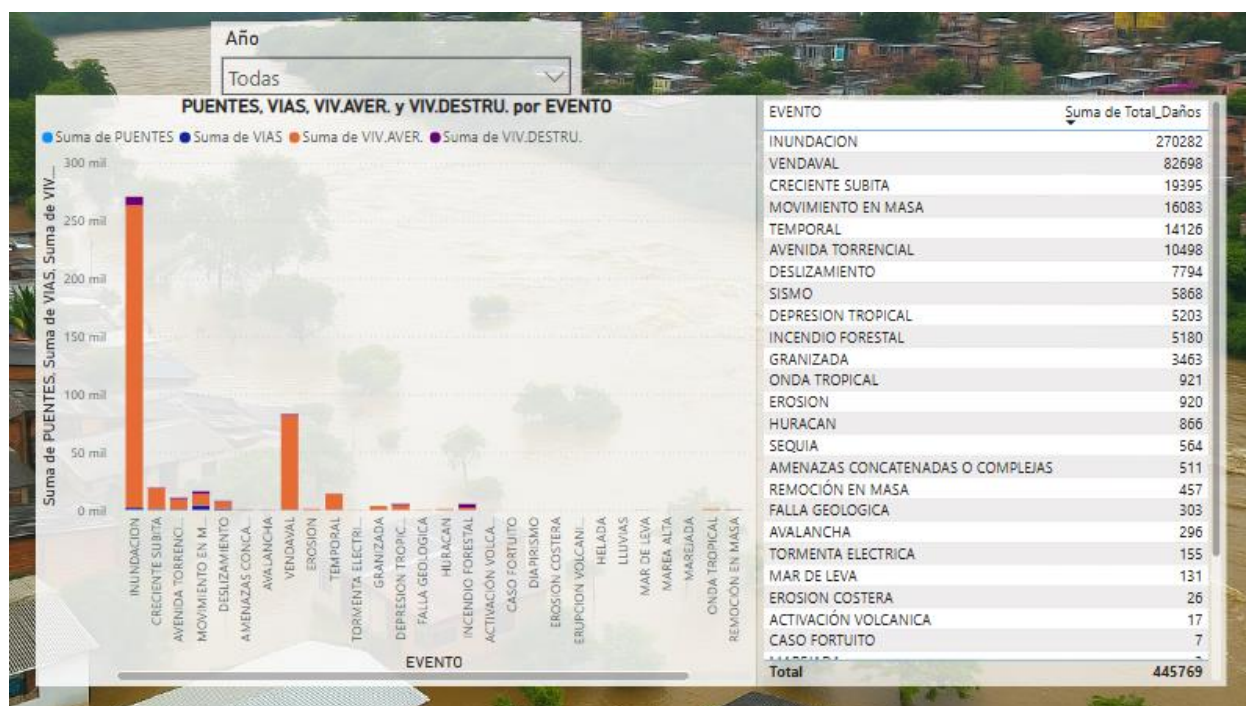 Año
Todas
PUENTES, VIAS, VIV.AVER. y VIV.DESTRU. por EVENTO
Suma de PUENTES Suma de VIAS Suma de VIV.AVER. Suma de VIV.DESTRU.
Suma de PUENTES, Suma de VIAS, Suma de VIV....
300 mil
250 mil
200 mil
150 mil
100 mil
50 mil
0 mil
INUNDACION
CRECIENTE SUBITA
AVENIDA TORRENCI...
MOVIMIENTO EN M...
DESLIZAMIENTO
AMENAZAS CONCA...
AVALANCHA
VENDAVAL
EROSION
TEMPORAL
TORMENTA ELECTRI...
GRANIZADA
DEPRESION TROPIC...
FALLA GEOLOGICA
HURACAN
INCENDIO FORESTAL
ACTIVACIÓN VOLCA...
CASO FORTUITO
DIAPIRISMO
EROSION COSTERA
ERUPCION VOLCANI...
HELADA
LLUVIAS
MAR DE LEVA
MAREA ALTA
MAREJADA
ONDA TROPICAL
REMOCIÓN EN MASA
EVENTO
EVENTO Suma de Total_Daños
INUNDACION 270282
VENDAVAL 82698
CRECIENTE SUBITA 19395
MOVIMIENTO EN MASA 16083
TEMPORAL 14126
AVENIDA TORRENCIAL 10498
DESLIZAMIENTO 7794
SISMO 5868
DEPRESION TROPICAL 5203
INCENDIO FORESTAL 5180
GRANIZADA 3463
ONDA TROPICAL 921
EROSION 920
HURACAN 866
SEQUIA 564
AMENAZAS CONCATENADAS O COMPLEJAS 511
REMOCIÓN EN MASA 457
FALLA GEOLOGICA 303
AVALANCHA 296
TORMENTA ELECTRICA 155
MAR DE LEVA 131
EROSION COSTERA 26
ACTIVACIÓN VOLCANICA 17
CASO FORTUITO 7
Total 445769